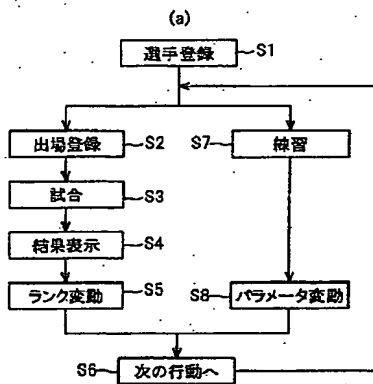 (a)
選手登録 S1
出場登録 S2
S7 練習
試合 S3
結果表示 S4
ランク変動 S5
S8 パラメータ変動
S6 次の行動へ